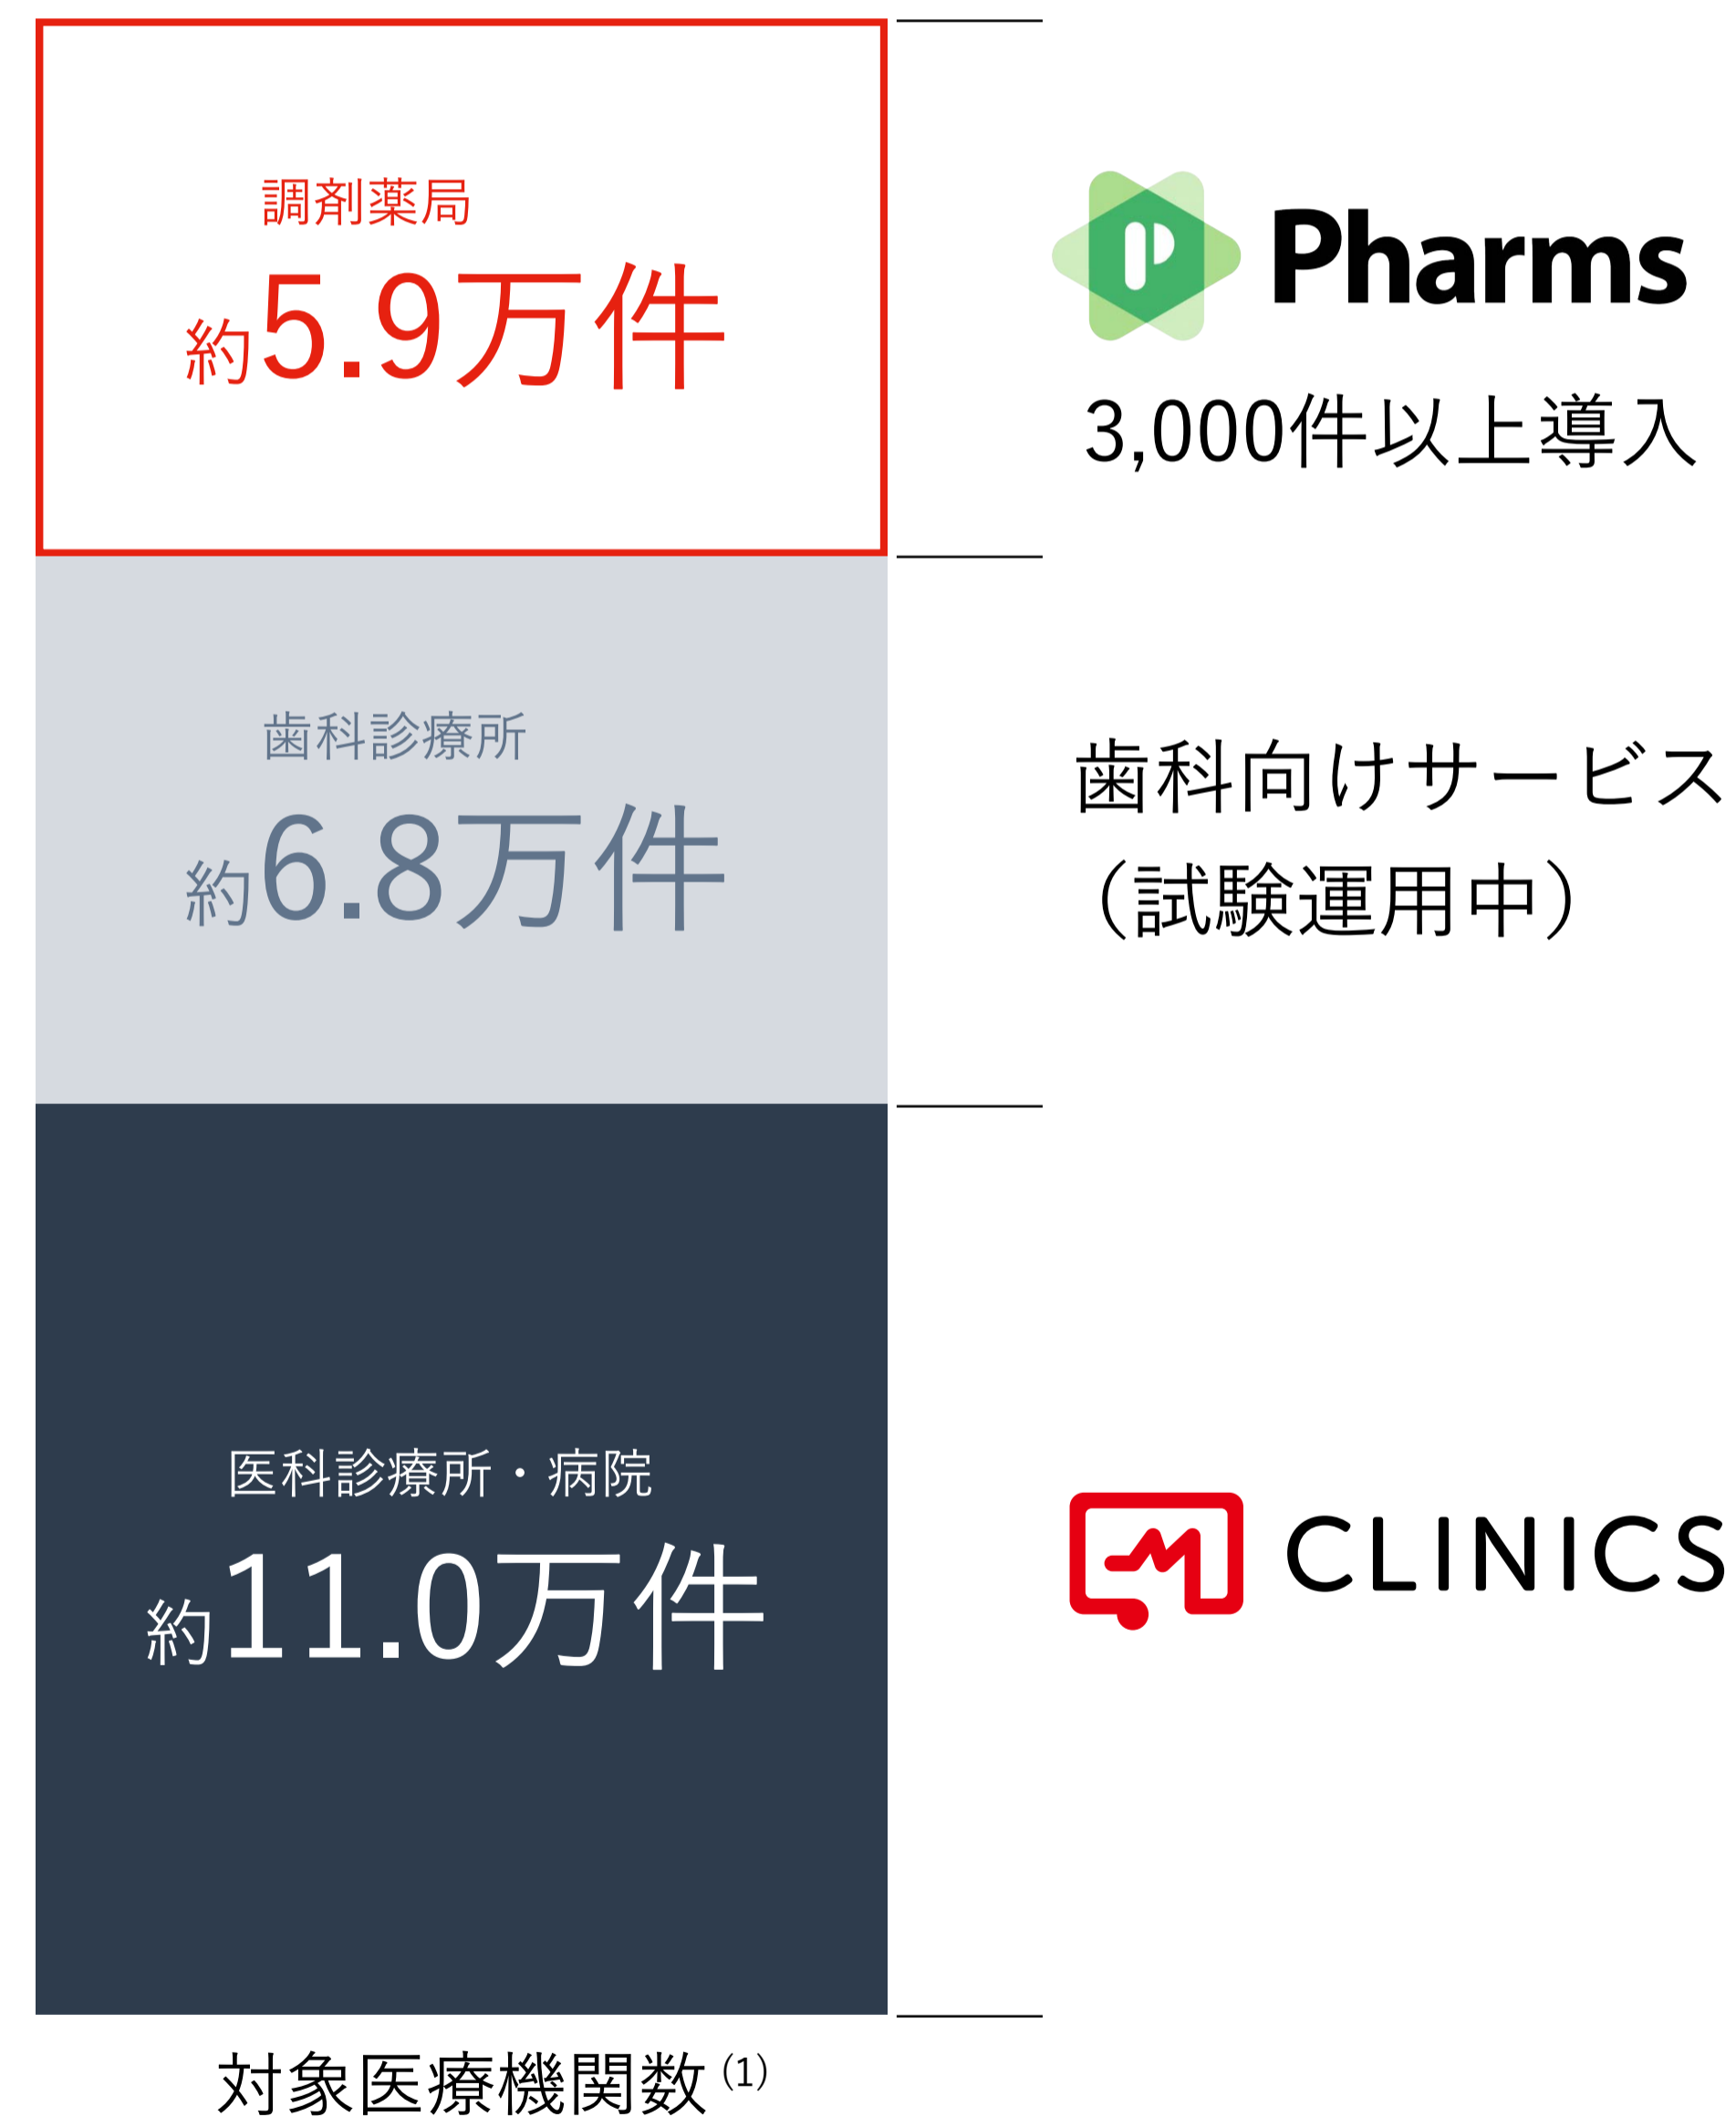 調剤薬局
約5.9万件
Pharms
3,000件以上導入
歯科診療所
約6.8万件
歯科向けサービス
（試験運用中）
医科診療所・病院
約11.0万件
CLINICS
対象医療機関数(1)